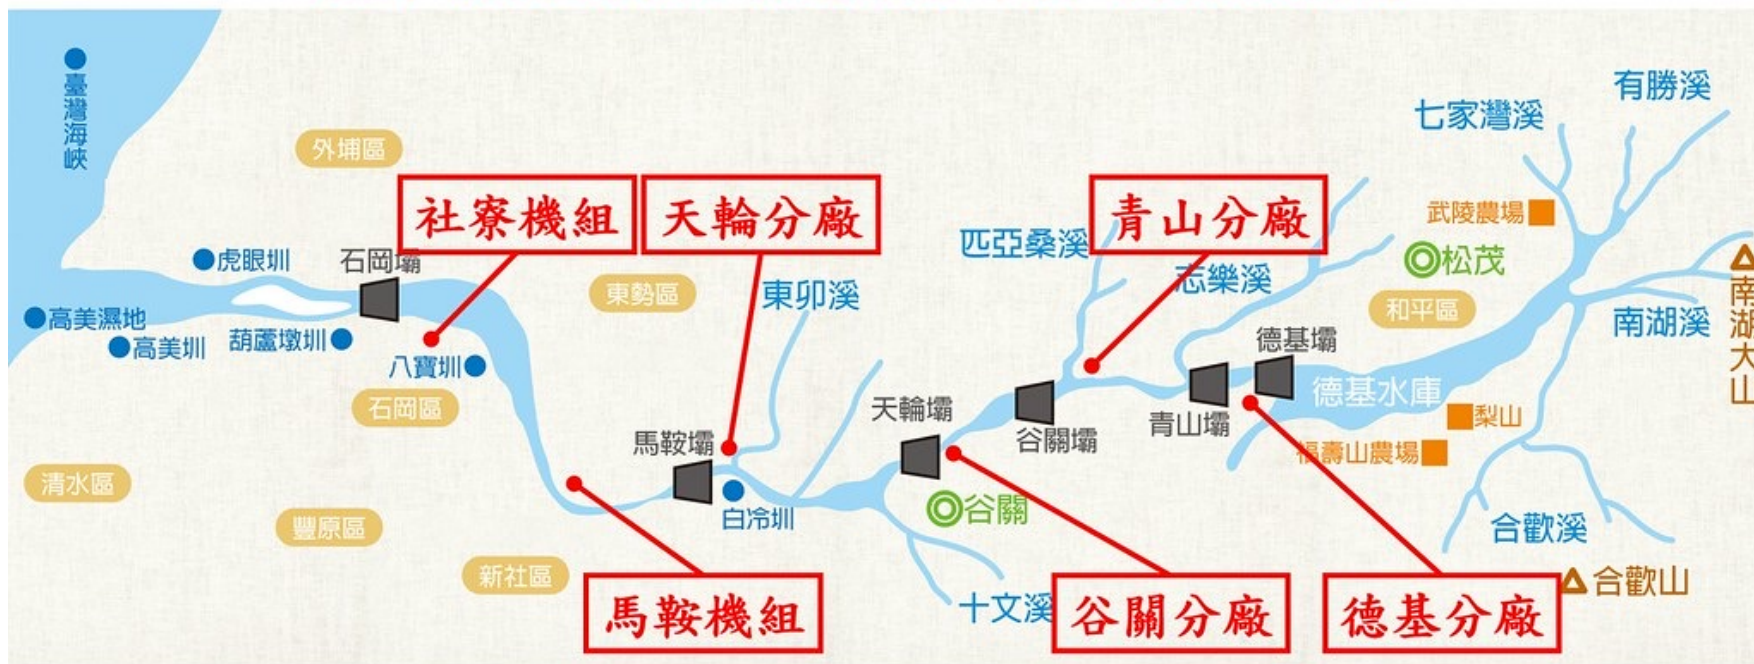 臺灣海峽
外埔區
七家灣溪
有勝溪
社寮機組
天輪分廠
青山分廠
武陵農場
匹亞桑溪
松茂
虎眼圳
石岡壩
東勢區
東卯溪
志樂溪
和平區
南湖大山
高美濕地
高美圳
葫蘆墩圳
八寶圳
德基壩
南湖溪
石岡區
德基水庫
天輪壩
谷關壩
青山壩
梨山
馬鞍壩
福壽山農場
清水區
豐原區
白冷圳
谷關
合歡溪
新社區
合歡山
馬鞍機組
十文溪
谷關分廠
德基分廠